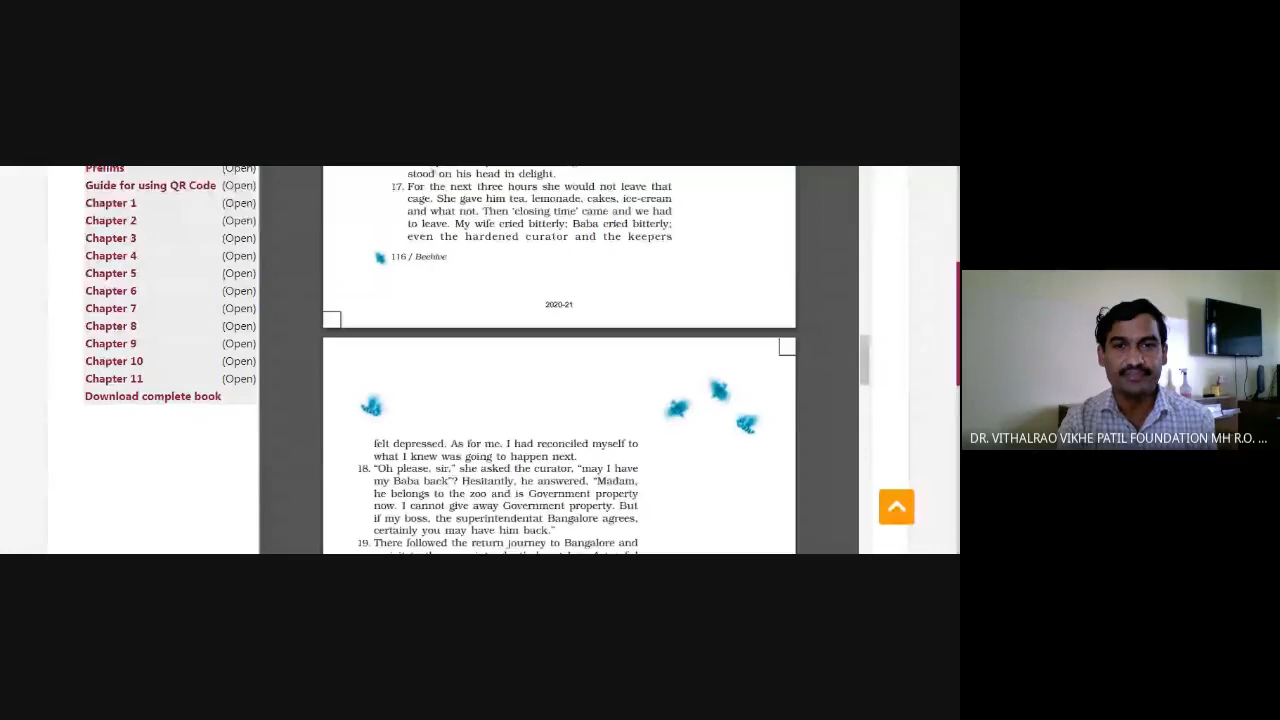 Prelims (Open)
Guide for using QR Code (Open)
Chapter 1 (Open)
Chapter 2 (Open)
Chapter 3 (Open)
Chapter 4 (Open)
Chapter 5 (Open)
Chapter 6 (Open)
Chapter 7 (Open)
Chapter 8 (Open)
Chapter 9 (Open)
Chapter 10 (Open)
Chapter 11 (Open)
Download complete book
stood on his head in delight.
17. For the next three hours she would not leave that
cage. She gave him tea, lemonade, cakes, ice-cream
and what not. Then ‘closing time’ came and we had
to leave. My wife cried bitterly; Baba cried bitterly;
even the hardened curator and the keepers
116 / Beehive
2020-21
felt depressed. As for me, I had reconciled myself to
what I knew was going to happen next.
18. “Oh please, sir,” she asked the curator, “may I have
my Baba back”? Hesitantly, he answered, “Madam,
he belongs to the zoo and is Government property
now. I cannot give away Government property. But
if my boss, the superintendentat Bangalore agrees,
certainly you may have him back.”
19. There followed the return journey to Bangalore and
DR. VITHALRAO VIKHE PATIL FOUNDATION MH R.O. ...